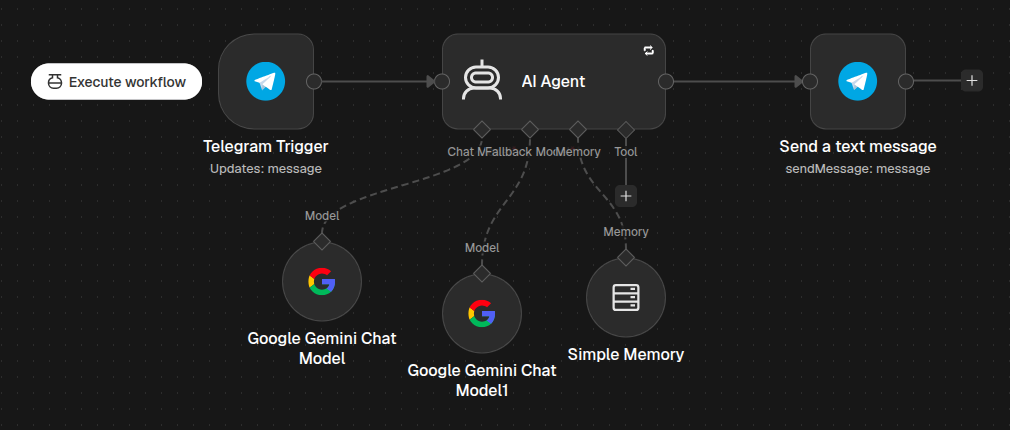 Execute workflow
AI Agent
Telegram Trigger
Updates: message
Send a text message
sendMessage: message
Chat M
Fallback Mod
Memory
Tool
Model
Google Gemini Chat
Model
Model
Google Gemini Chat
Model1
Memory
Simple Memory